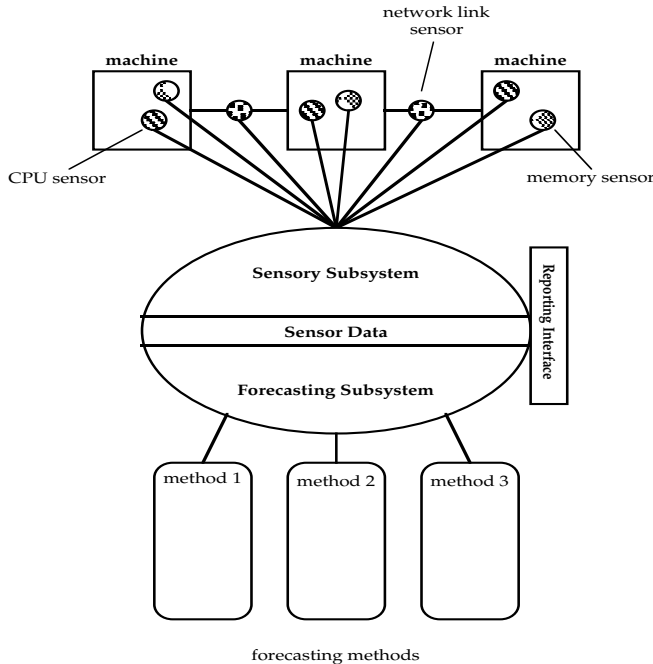 network link
sensor
machine
machine
machine
CPU sensor
memory sensor
Sensory Subsystem
Reporting Interface
Sensor Data
Forecasting Subsystem
method 1
method 2
method 3
forecasting methods